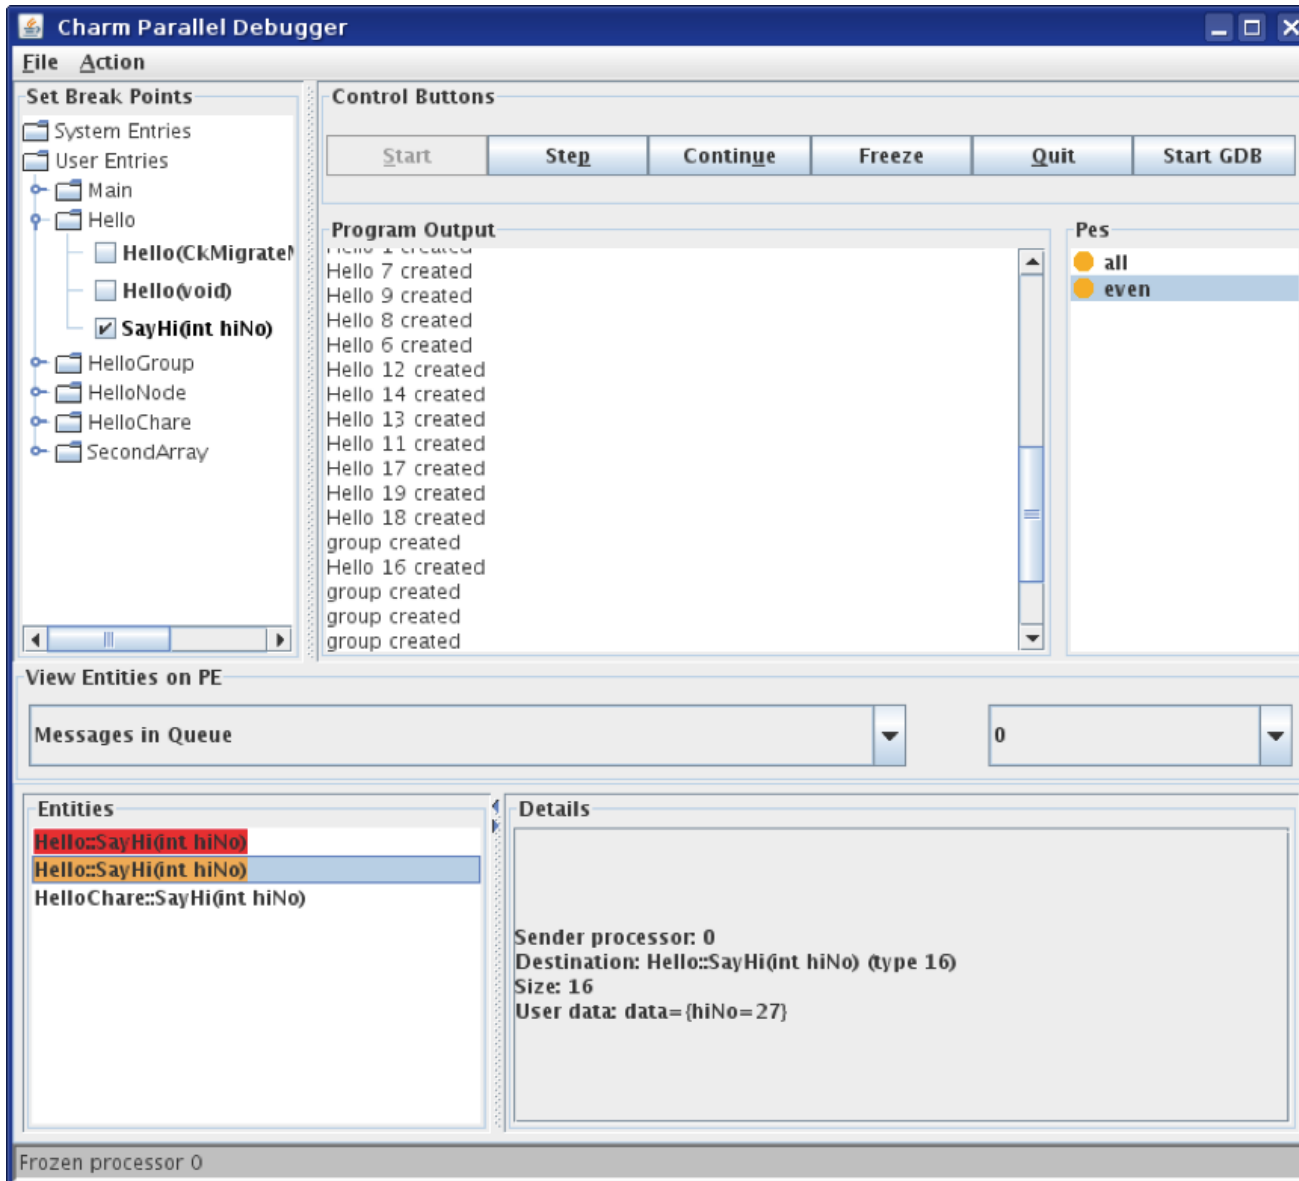 Charm Parallel Debugger
File Action
Set Break Points
System Entries
User Entries
Main
Hello
Hello(CkMigrateM
Hello(void)
SayHi(int hiNo)
HelloGroup
HelloNode
HelloChare
SecondArray
Control Buttons
Start Step Continue Freeze Quit Start GDB
Program Output
Hello 1 created
Hello 7 created
Hello 9 created
Hello 8 created
Hello 6 created
Hello 12 created
Hello 14 created
Hello 13 created
Hello 11 created
Hello 17 created
Hello 19 created
Hello 18 created
group created
Hello 16 created
group created
group created
group created
Pes
all
even
View Entities on PE
Messages in Queue
0
Entities
Hello::SayHi(int hiNo)
Hello::SayHi(int hiNo)
HelloChare::SayHi(int hiNo)
Details
Sender processor: 0
Destination: Hello::SayHi(int hiNo) (type 16)
Size: 16
User data: data={hiNo=27}
Frozen processor 0